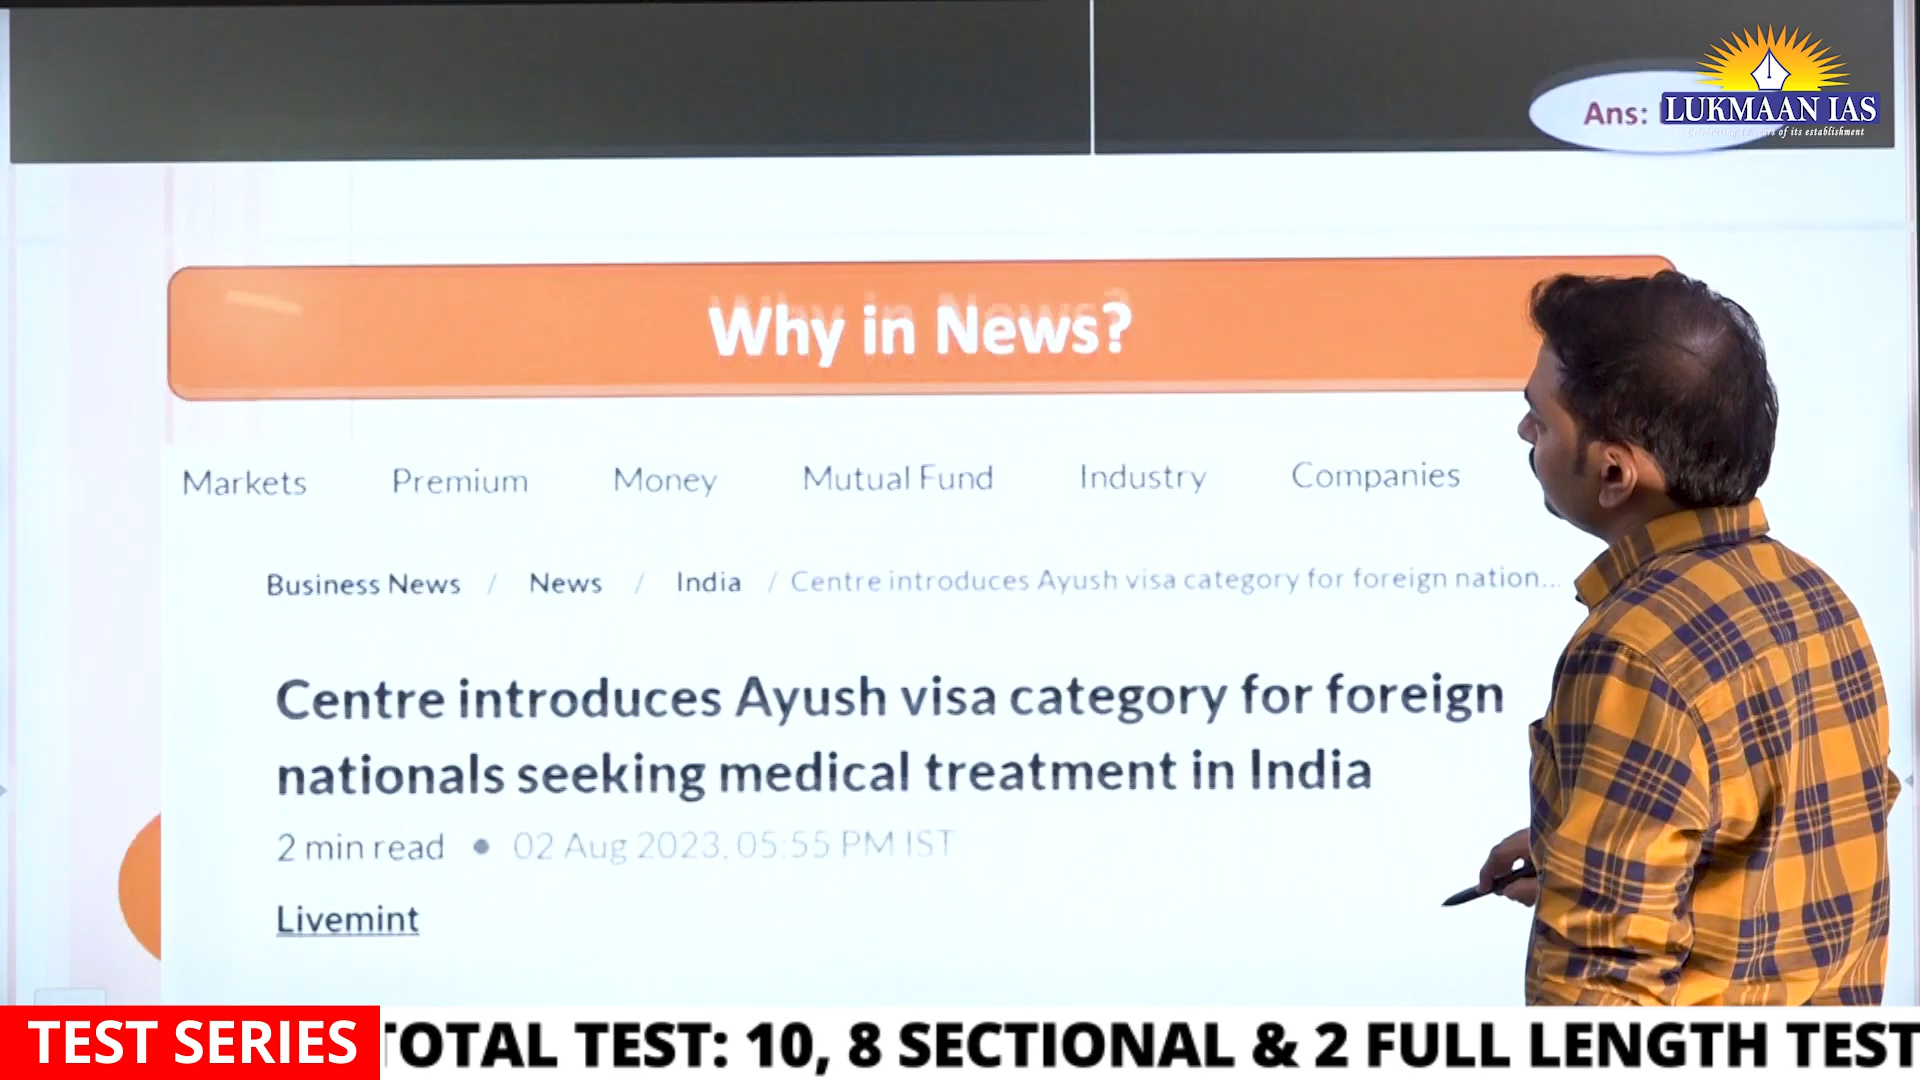 Ans:
LUKMAAN IAS
of its establishment
Why in News?
Markets Premium Money Mutual Fund Industry Companies
Business News / News / India / Centre introduces Ayush visa category for foreign nation...
Centre introduces Ayush visa category for foreign
nationals seeking medical treatment in India
2 min read • 02 Aug 2023, 05:55 PM IST
Livemint
TEST SERIES TOTAL TEST: 10, 8 SECTIONAL & 2 FULL LENGTH TEST